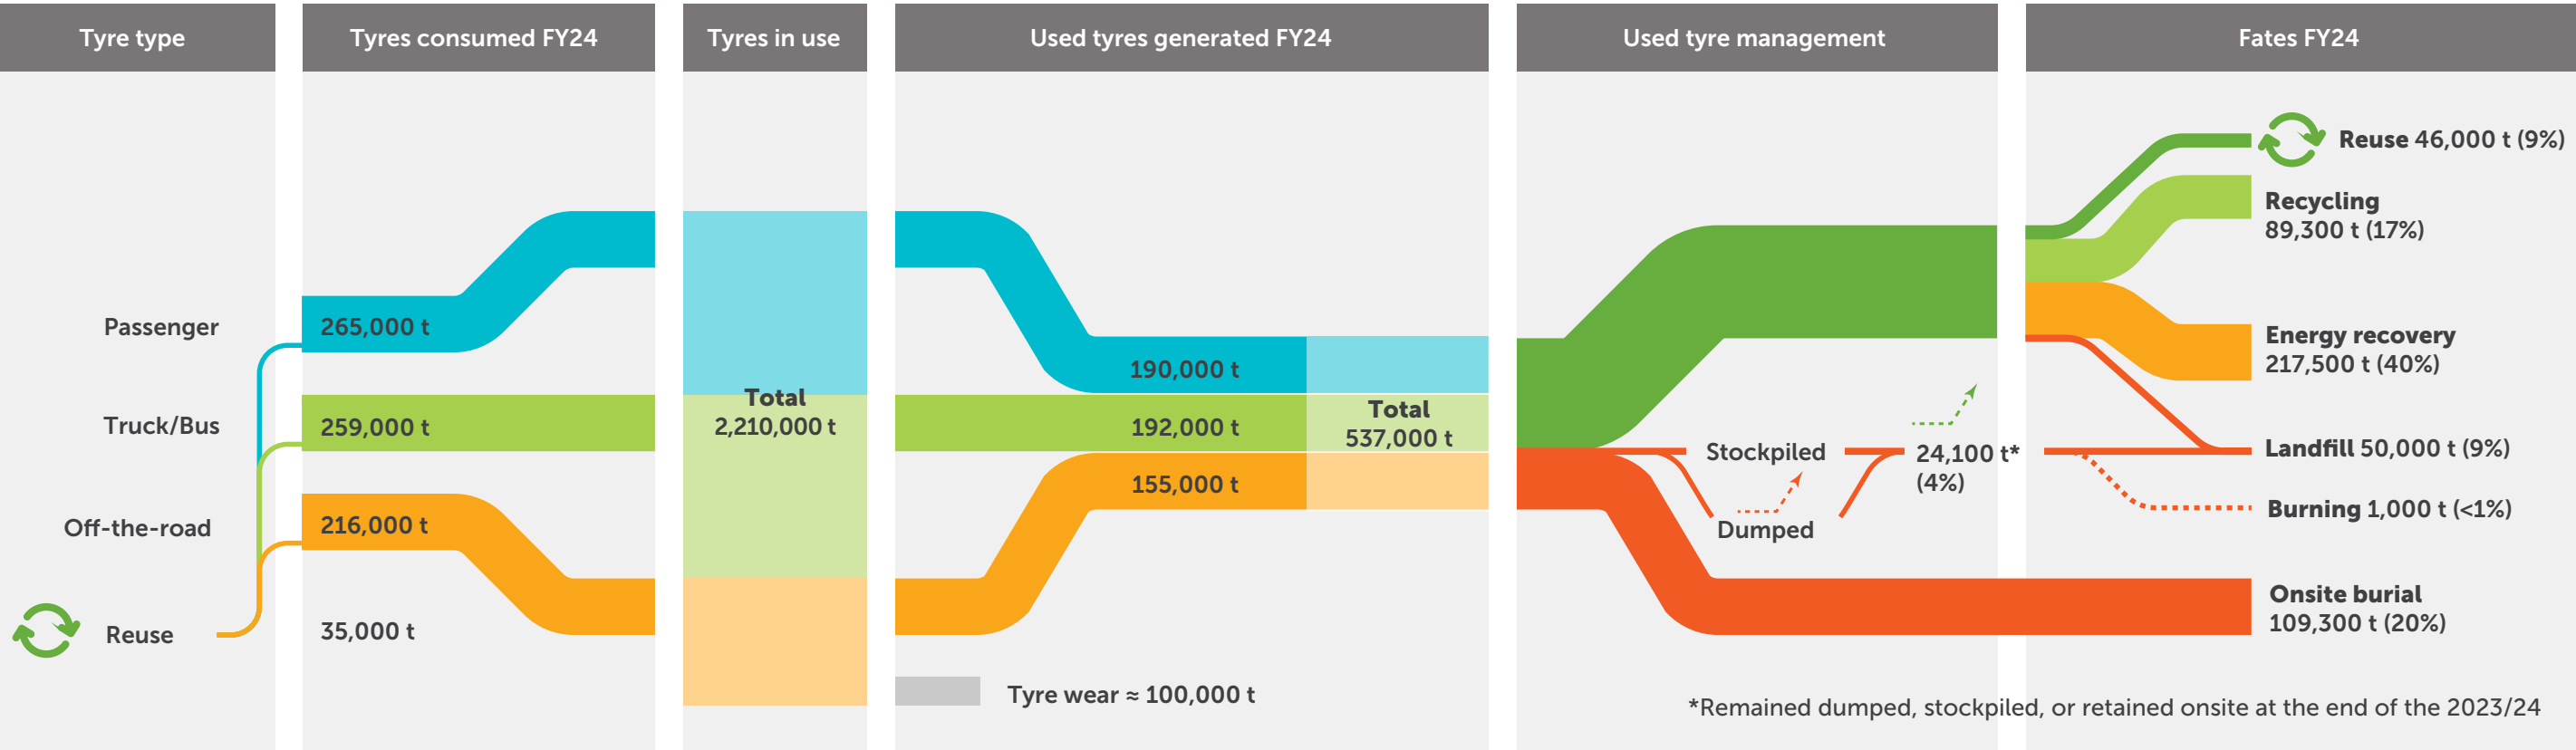 Tyre type
Tyres consumed FY24
Tyres in use
Used tyres generated FY24
Used tyre management
Fates FY24
Passenger
Truck/Bus
Off-the-road
Reuse
265,000 t
259,000 t
216,000 t
35,000 t
Total
2,210,000 t
190,000 t
192,000 t
155,000 t
Total
537,000 t
Tyre wear ≈ 100,000 t
Stockpiled
Dumped
24,100 t*
(4%)
Reuse 46,000 t (9%)
Recycling
89,300 t (17%)
Energy recovery
217,500 t (40%)
Landfill 50,000 t (9%)
Burning 1,000 t (<1%)
Onsite burial
109,300 t (20%)
*Remained dumped, stockpiled, or retained onsite at the end of the 2023/24